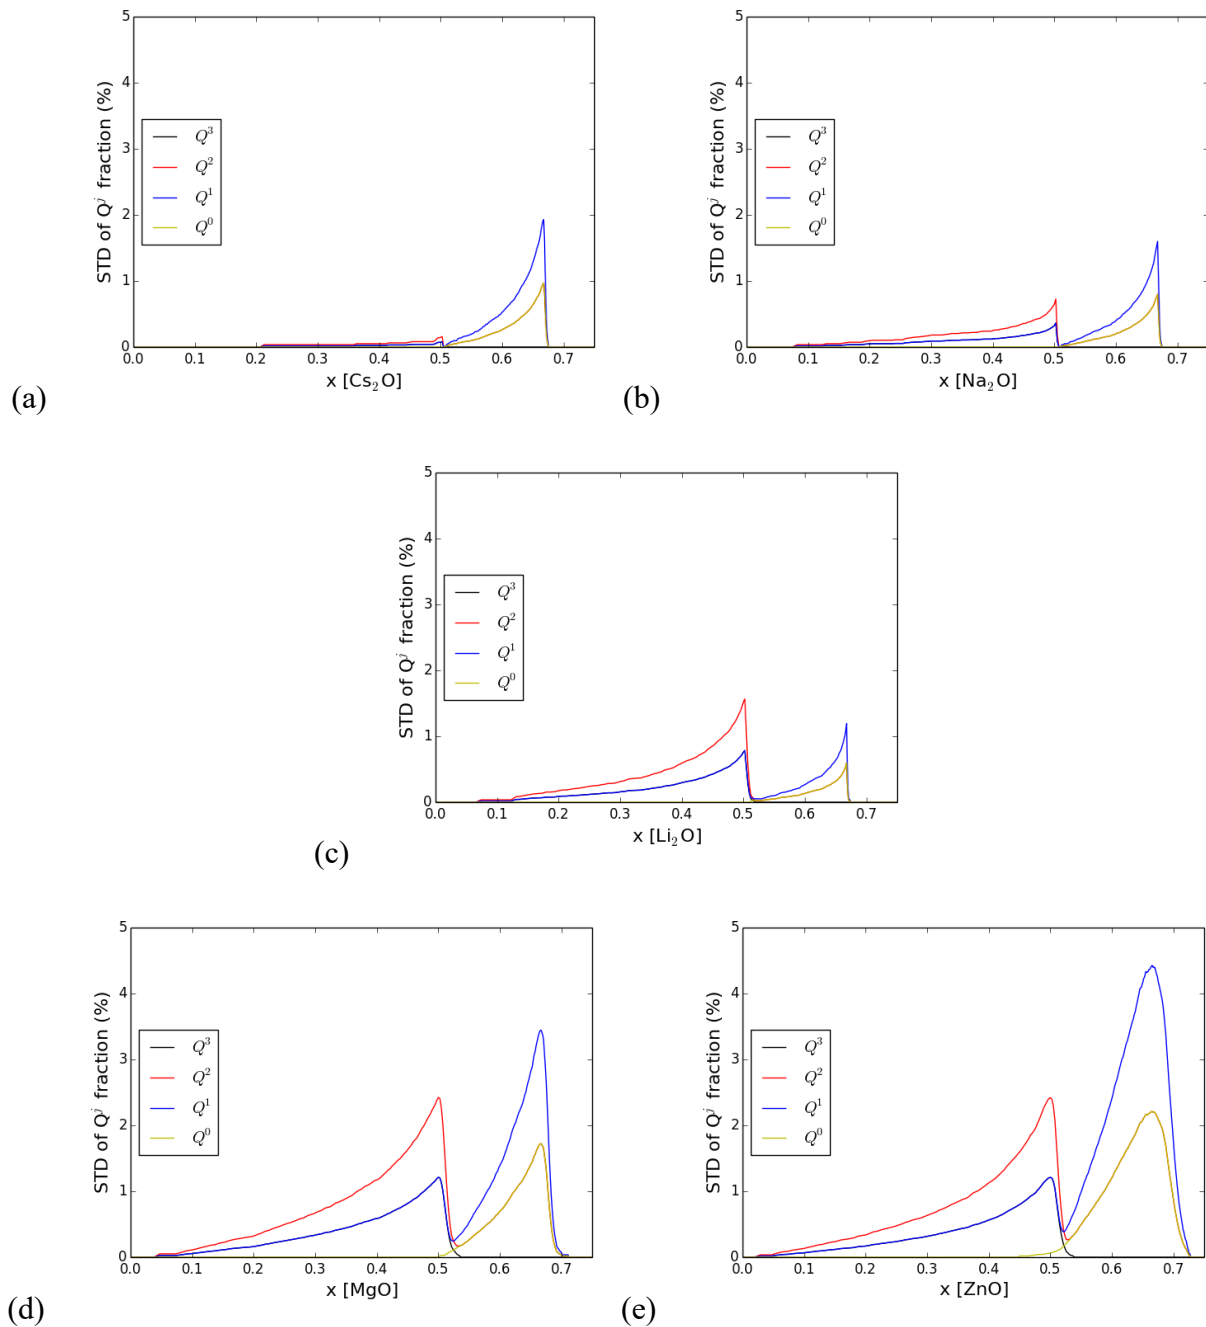 5
4
3
2
1
0
STD of Q^j fraction (%)
Q^3
Q^2
Q^1
Q^0
0.0 0.1 0.2 0.3 0.4 0.5 0.6 0.7
x [Cs₂O]
(a)
5
4
3
2
1
0
STD of Q^j fraction (%)
Q^3
Q^2
Q^1
Q^0
0.0 0.1 0.2 0.3 0.4 0.5 0.6 0.7
x [Na₂O]
(b)
5
4
3
2
1
0
STD of Q^j fraction (%)
Q^3
Q^2
Q^1
Q^0
0.0 0.1 0.2 0.3 0.4 0.5 0.6 0.7
x [Li₂O]
(c)
5
4
3
2
1
0
STD of Q^j fraction (%)
Q^3
Q^2
Q^1
Q^0
0.0 0.1 0.2 0.3 0.4 0.5 0.6 0.7
x [MgO]
(d)
5
4
3
2
1
0
STD of Q^j fraction (%)
Q^3
Q^2
Q^1
Q^0
0.0 0.1 0.2 0.3 0.4 0.5 0.6 0.7
x [ZnO]
(e)